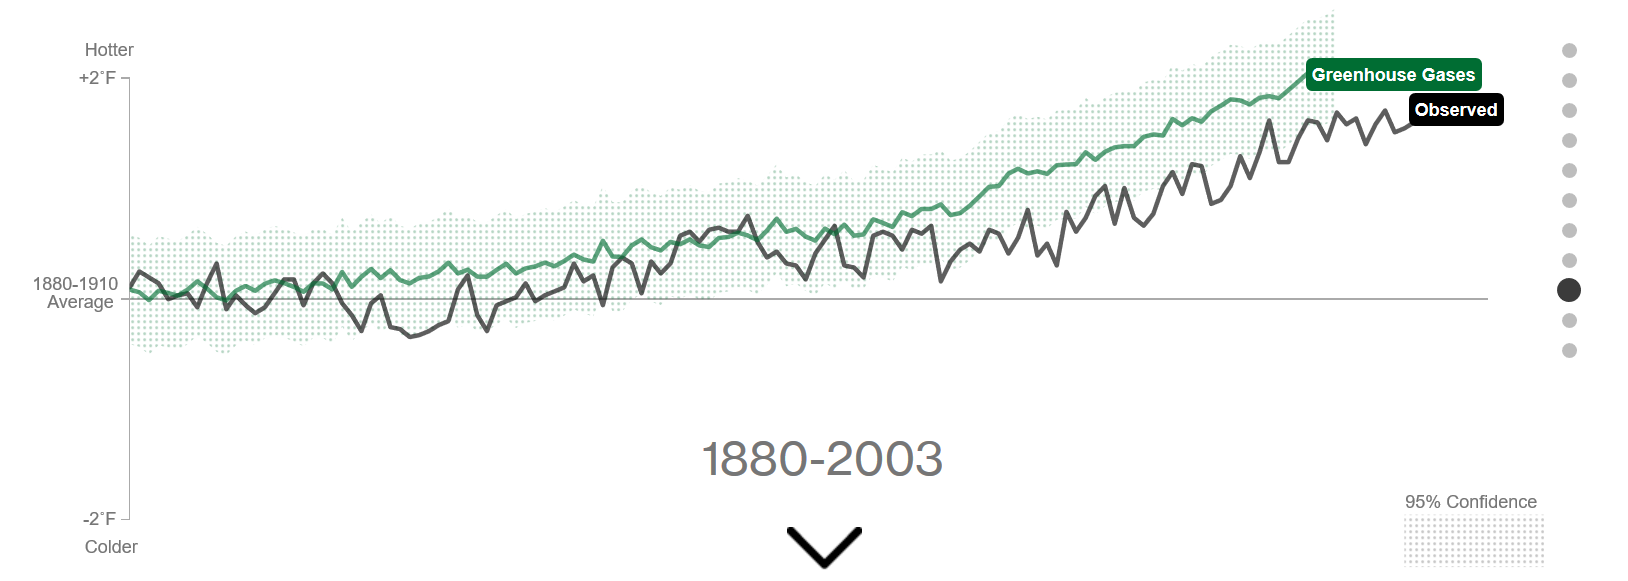 Hotter
+2˚F
Greenhouse Gases
Observed
1880-1910
Average
1880-2003
95% Confidence
-2˚F
Colder